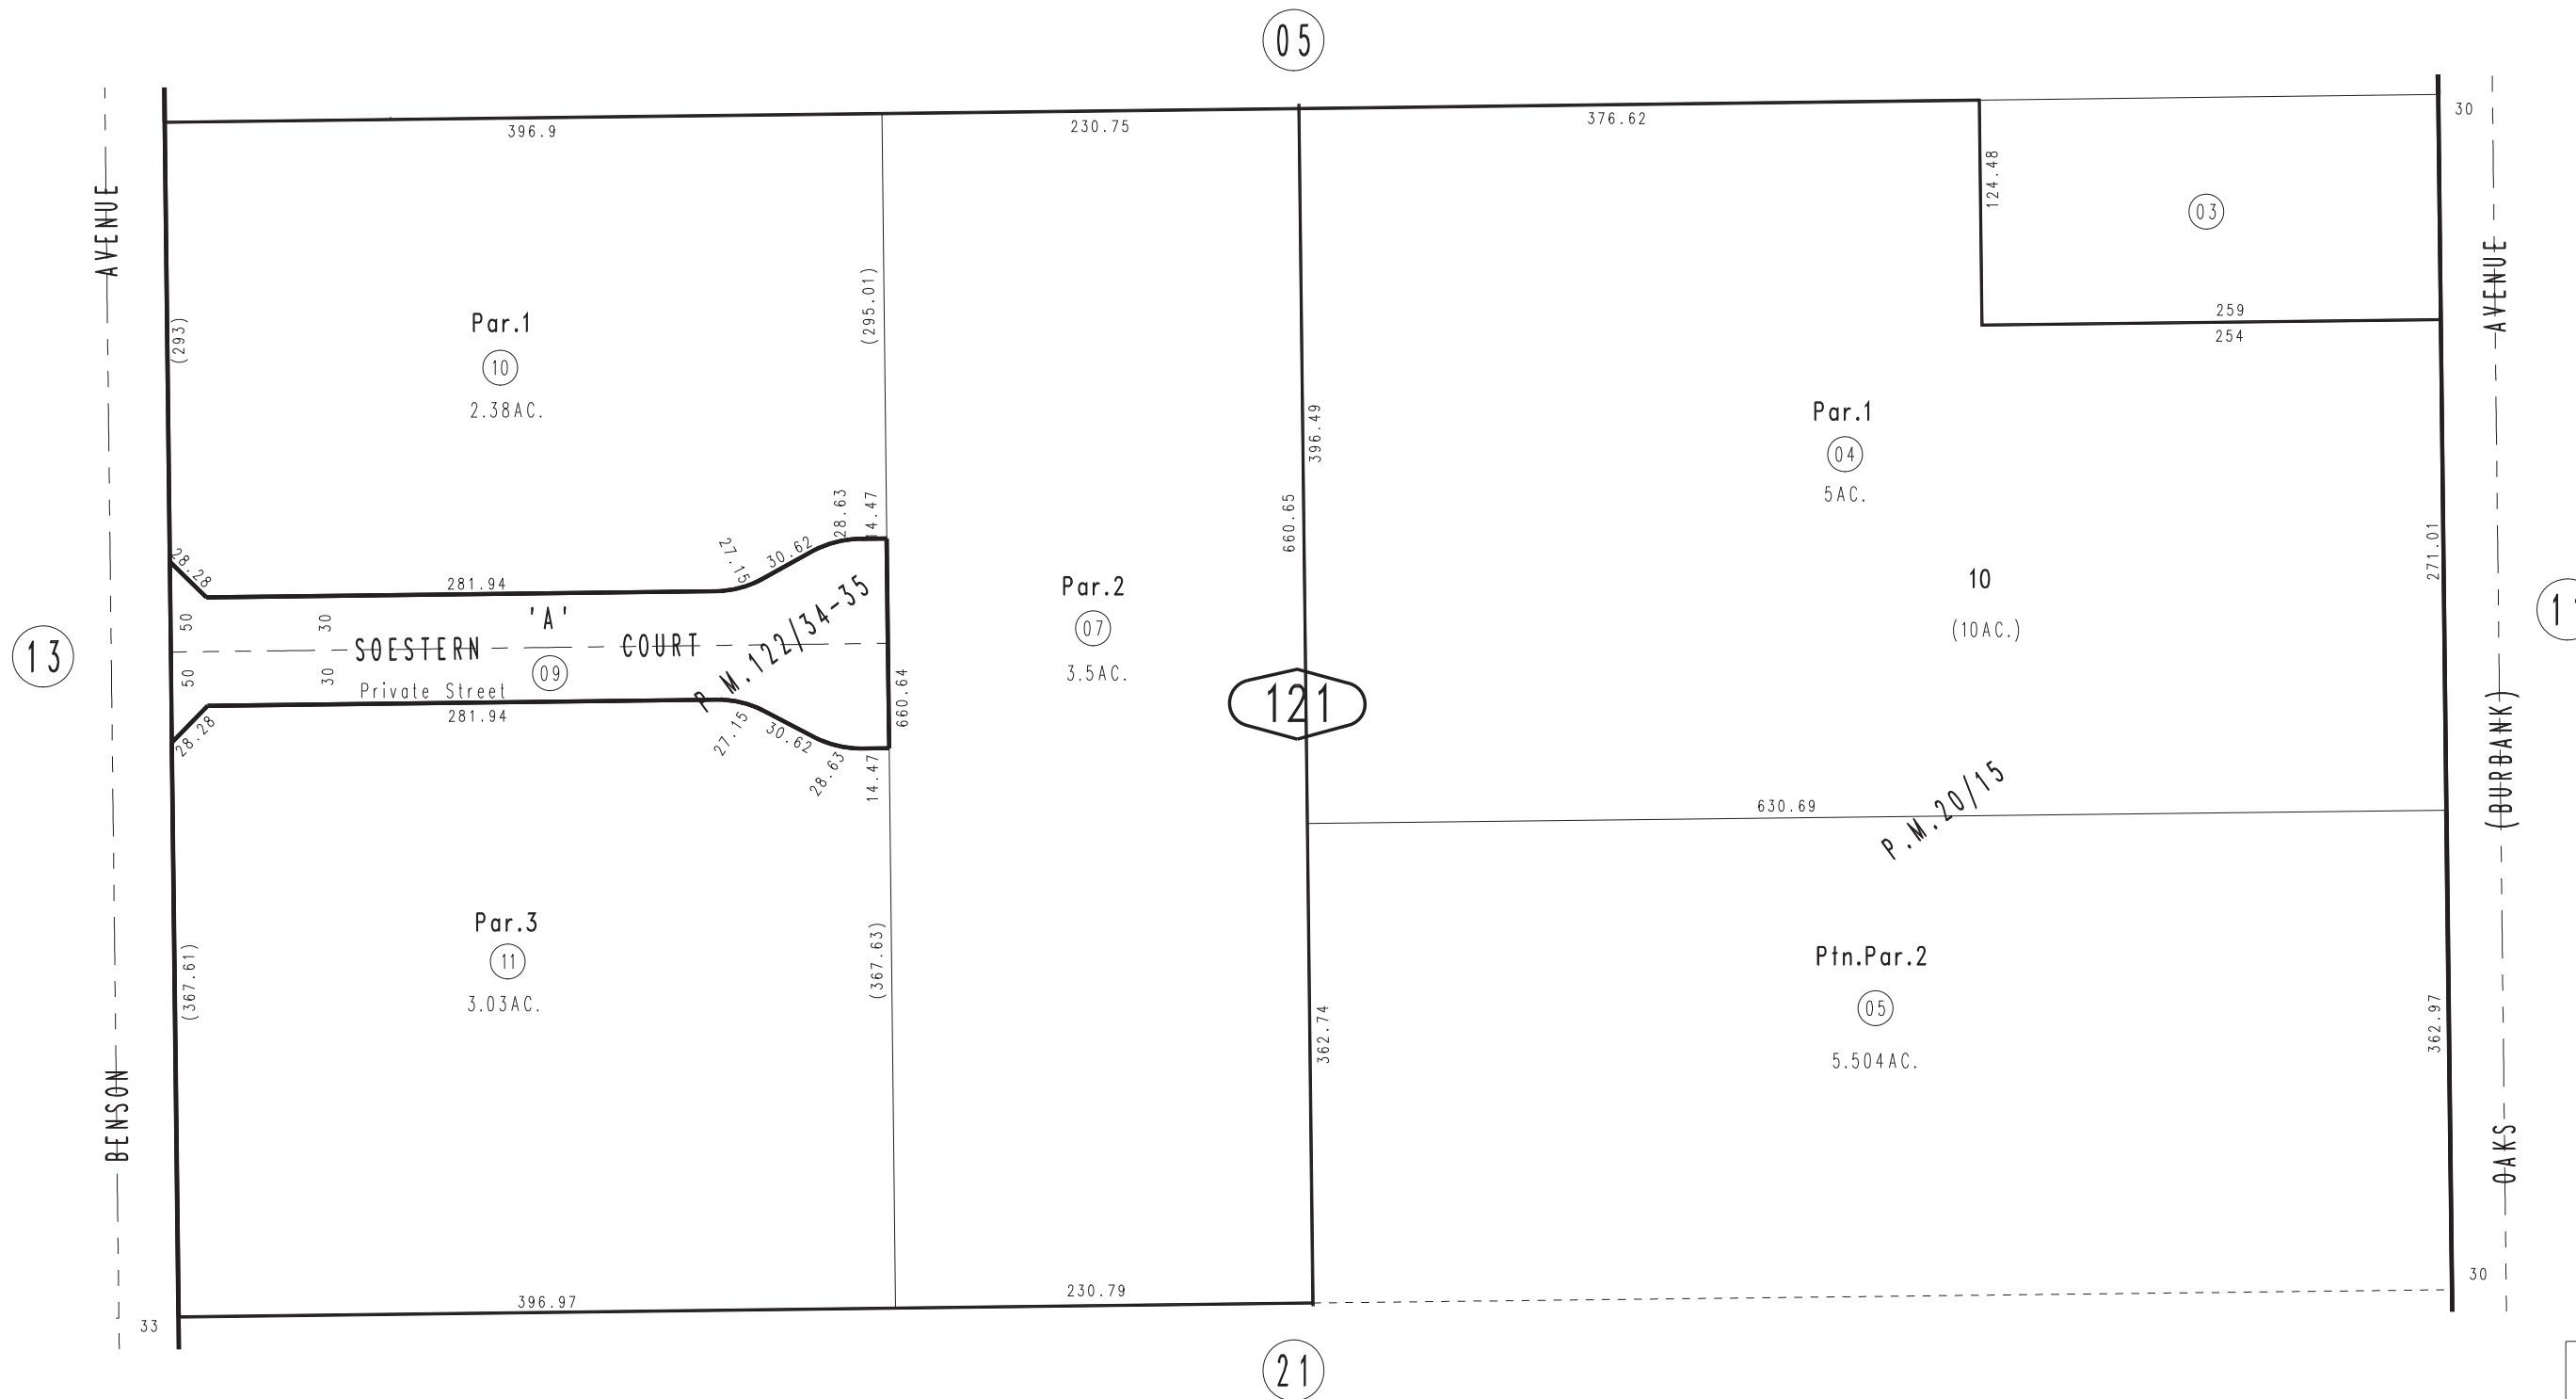 05
396.9
230.75
376.62
30
AVENUE
AVENUE
124.48
03
259
254
(293)
(295.01)
Par.1
10
2.38AC.
396.49
660.65
Par.1
04
5AC.
10
(10AC.)
271.01
28.28
281.94
27.15
30.62
28.63
14.47
50
30
'A'
SOESTERN COURT
50
30
09
Private Street
P.M.122/34-35
281.94
28.28
27.15
30.62
28.63
14.47
660.64
13
Par.2
07
3.5AC.
121
(BURBANK)
630.69
P.M.20/15
Par.3
11
3.03AC.
(367.61)
(367.63)
362.74
Ptn.Par.2
05
5.504AC.
362.97
BENSON
OAKS
396.97
230.79
30
33
21